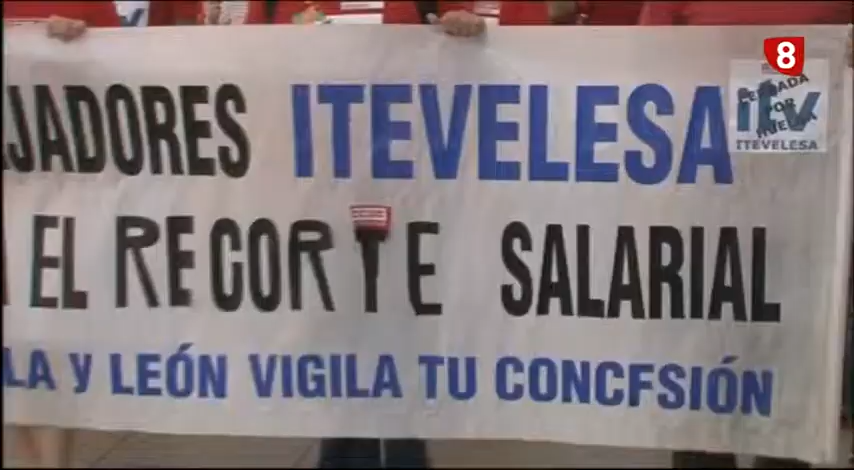 JADORES ITEVELESA
EL RECORTE SALARIAL
LA Y LEÓN VIGILA TU CONCFSIÓN
8
CERRADA
POR
HUELGA
itv
ITEVELESA